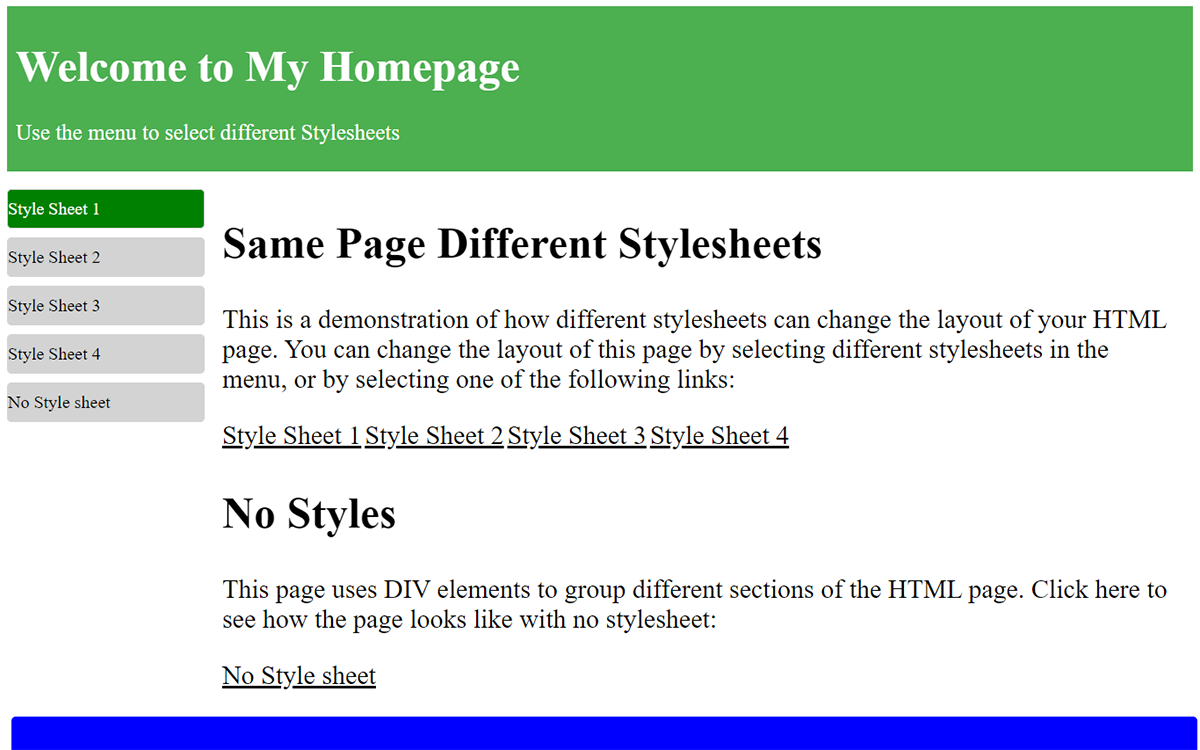 Welcome to My Homepage
Use the menu to select different Stylesheets
Style Sheet 1
Style Sheet 2
Style Sheet 3
Style Sheet 4
No Style sheet
Same Page Different Stylesheets
This is a demonstration of how different stylesheets can change the layout of your HTML
page. You can change the layout of this page by selecting different stylesheets in the
menu, or by selecting one of the following links:
Style Sheet 1 Style Sheet 2 Style Sheet 3 Style Sheet 4
No Styles
This page uses DIV elements to group different sections of the HTML page. Click here to
see how the page looks like with no stylesheet:
No Style sheet